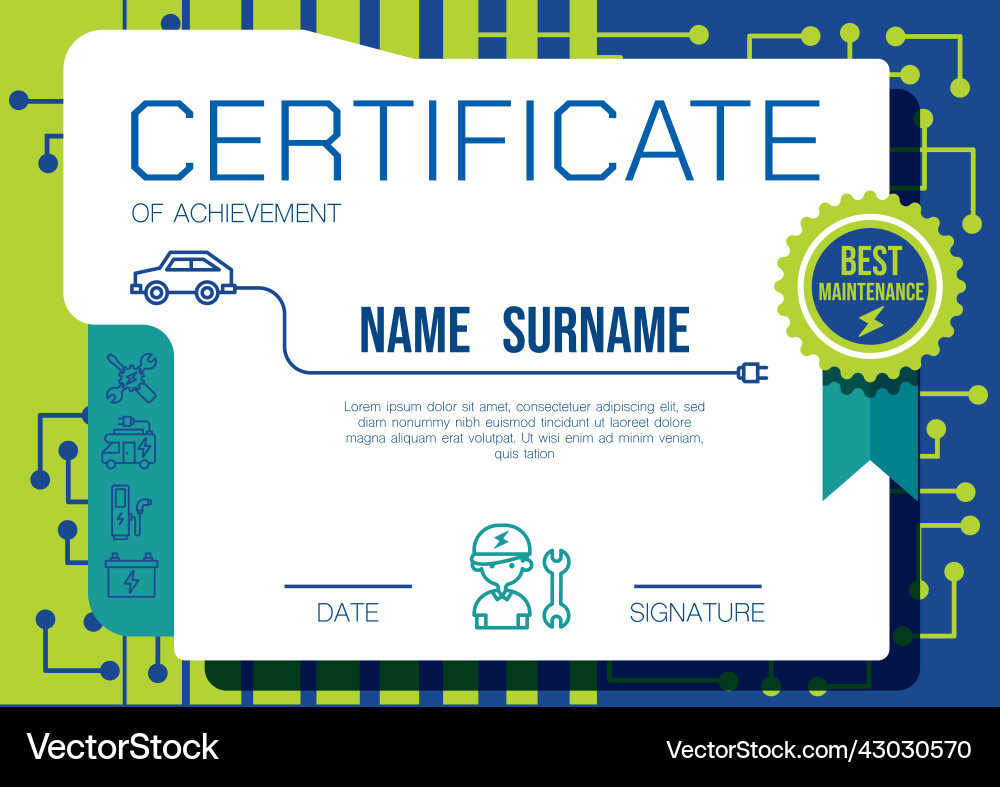 CERTIFICATE
OF ACHIEVEMENT
BEST
MAINTENANCE
NAME SURNAME
Lorem ipsum dolor sit amet, consectetuer adipiscing elit, sed
diam nonummy nibh euismod tincidunt ut laoreet dolore
magna aliquam erat volutpat. Ut wisi enim ad minim veniam,
quis tation
DATE
SIGNATURE
VectorStock
VectorStock.com/43030570